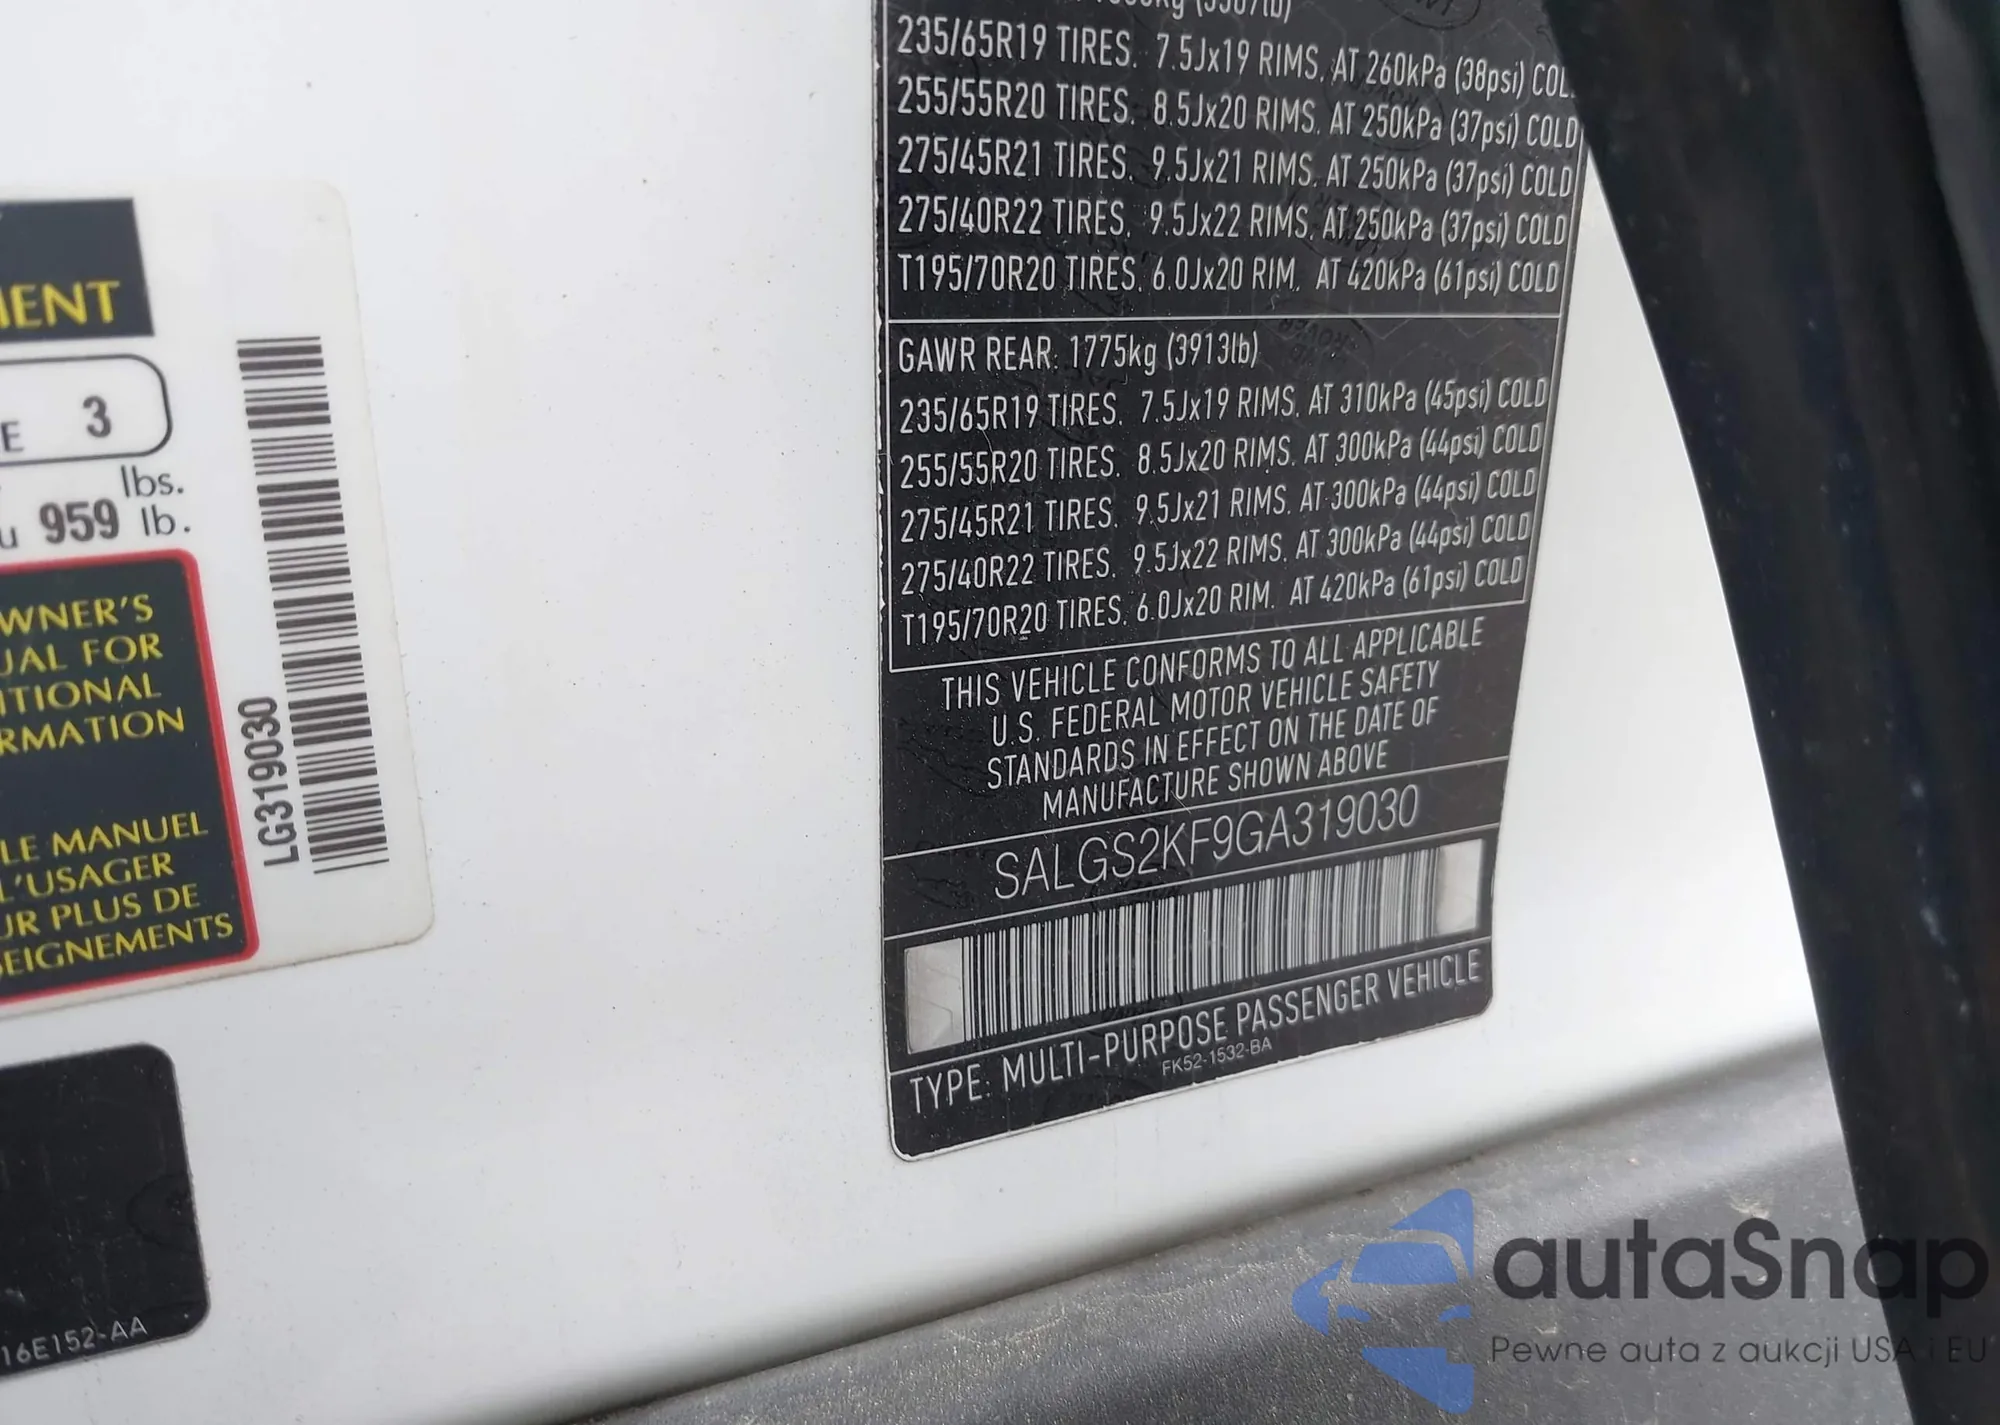 235/65R19 TIRES. 7.5Jx19 RIMS. AT 260kPa (38psi) COL
255/55R20 TIRES. 8.5Jx20 RIMS. AT 250kPa (37psi) COLD
275/45R21 TIRES. 9.5Jx21 RIMS. AT 250kPa (37psi) COLD
275/40R22 TIRES. 9.5Jx22 RIMS. AT 250kPa (37psi) COLD
T195/70R20 TIRES. 6.0Jx20 RIM. AT 420kPa (61psi) COLD
GAWR REAR: 1775kg (3913lb)
235/65R19 TIRES. 7.5Jx19 RIMS. AT 310kPa (45psi) COLD
255/55R20 TIRES. 8.5Jx20 RIMS. AT 300kPa (44psi) COLD
275/45R21 TIRES. 9.5Jx21 RIMS. AT 300kPa (44psi) COLD
275/40R22 TIRES. 9.5Jx22 RIMS. AT 300kPa (44psi) COLD
T195/70R20 TIRES. 6.0Jx20 RIM. AT 420kPa (61psi) COLD
THIS VEHICLE CONFORMS TO ALL APPLICABLE
U.S. FEDERAL MOTOR VEHICLE SAFETY
STANDARDS IN EFFECT ON THE DATE OF
MANUFACTURE SHOWN ABOVE
SALGS2KF9GA319030
TYPE: MULTI-PURPOSE PASSENGER VEHICLE
FK52-1532-BA
IENT
E 3
lbs.
u 959 lb.
WNER'S
UAL FOR
ITIONAL
RMATION
LE MANUEL
L'USAGER
UR PLUS DE
SEIGNEMENTS
LG319030
16E152-AA
autaSnap
Pewne auta z aukcji USA i EU